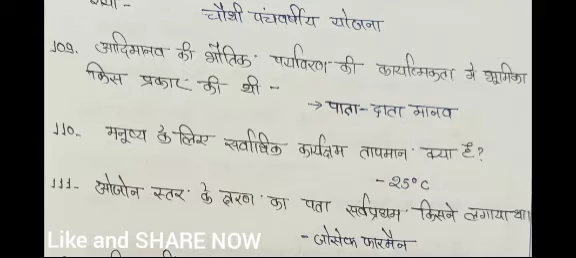 चौथी पंचवर्षीय योजना
109. आदिमानव की भौतिक पर्यावरण की कार्यात्मकता में भूमिका
किस प्रकार की थी -
→ पाता - दाता मानव
110. मनुष्य के लिए सर्वाधिक कार्यक्षम तापमान क्या है?
- 25°C
111- ओजोन स्तर के क्षरण का पता सर्वप्रथम किसने लगाया था
- जोसेफ फारमैन
Like and SHARE NOW